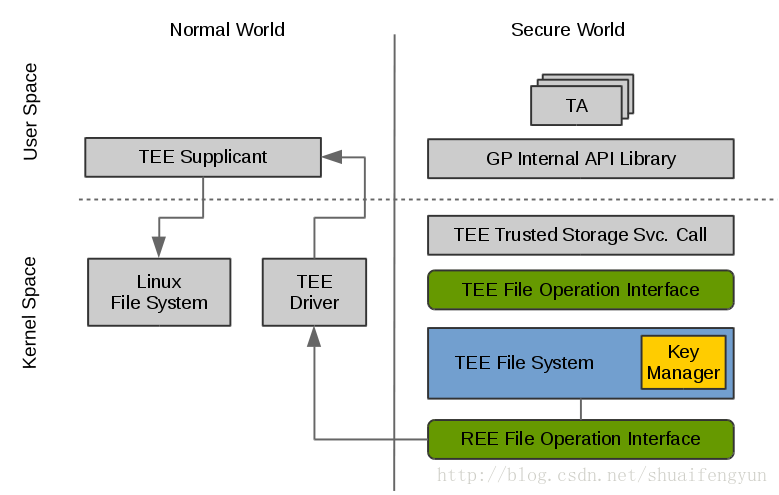 Normal World
Secure World
User Space
TA
TEE Supplicant
GP Internal API Library
Kernel Space
TEE Trusted Storage Svc. Call
Linux
File System
TEE
Driver
TEE File Operation Interface
TEE File System
Key
Manager
REE File Operation Interface
http://blog.csdn.net/shuaifengyun